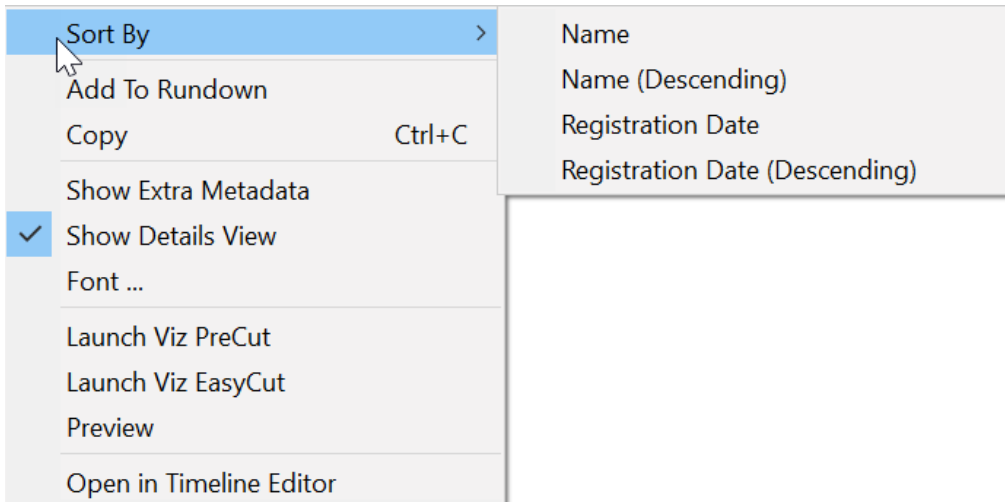 Sort By
Add To Rundown
Copy Ctrl+C
Show Extra Metadata
Show Details View
Font ...
Launch Viz PreCut
Launch Viz EasyCut
Preview
Open in Timeline Editor
Name
Name (Descending)
Registration Date
Registration Date (Descending)